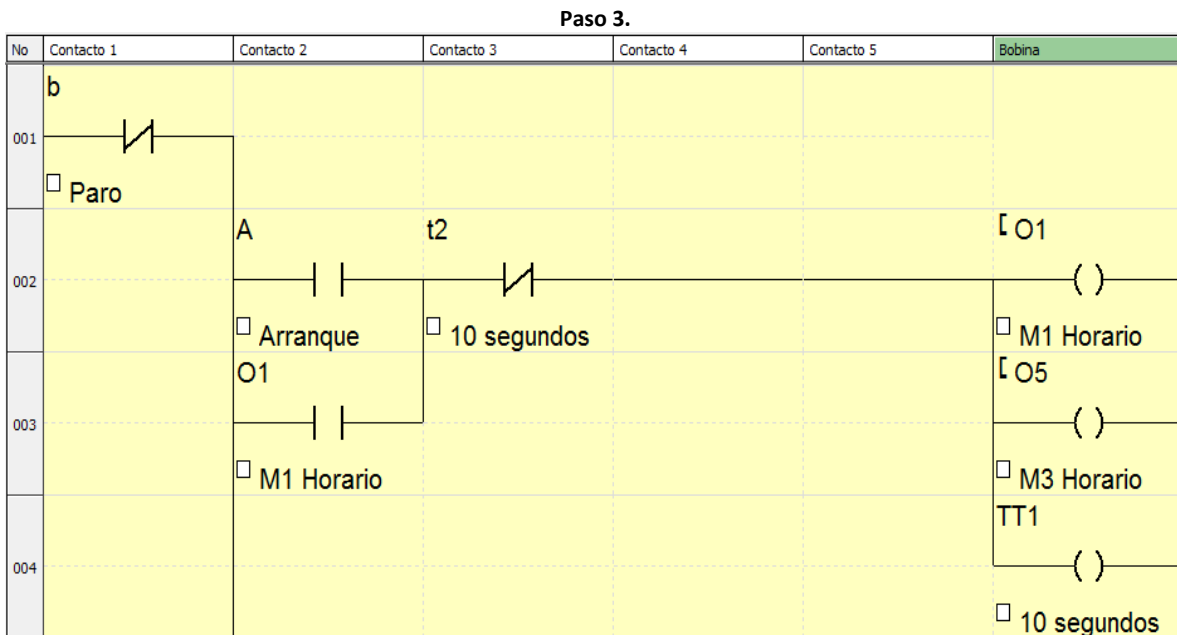 Paso 3.
No Contacto 1 Contacto 2 Contacto 3 Contacto 4 Contacto 5 Bobina
b
001
Paro
A t2 [ O1
002
Arranque 10 segundos M1 Horario
O1 [ O5
003
M1 Horario M3 Horario
TT1
004
10 segundos